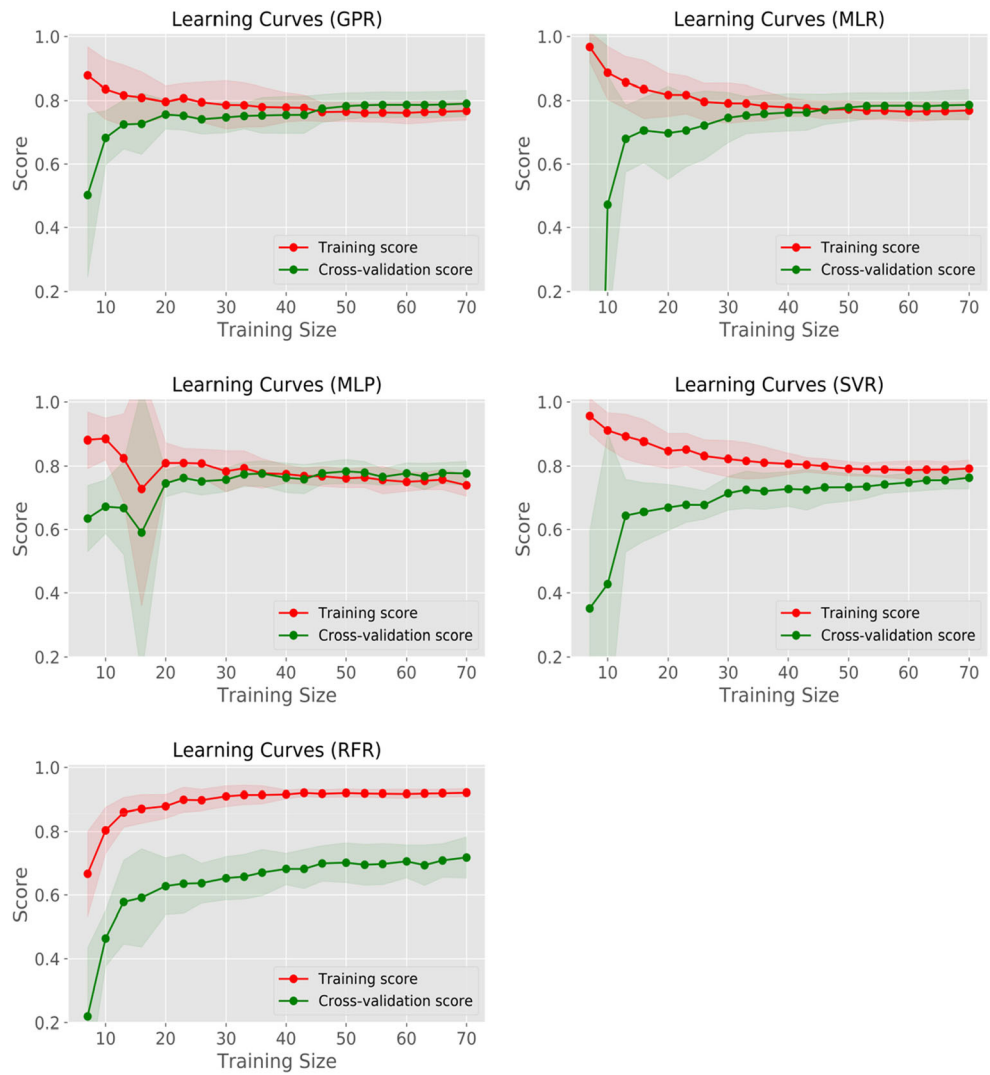 Learning Curves (GPR)
1.0
0.8
0.6
0.4
0.2
Score
10 20 30 40 50 60 70
Training Size
Training score
Cross-validation score
Learning Curves (MLR)
1.0
0.8
0.6
0.4
0.2
Score
10 20 30 40 50 60 70
Training Size
Training score
Cross-validation score
Learning Curves (MLP)
1.0
0.8
0.6
0.4
0.2
Score
10 20 30 40 50 60 70
Training Size
Training score
Cross-validation score
Learning Curves (SVR)
1.0
0.8
0.6
0.4
0.2
Score
10 20 30 40 50 60 70
Training Size
Training score
Cross-validation score
Learning Curves (RFR)
1.0
0.8
0.6
0.4
0.2
Score
10 20 30 40 50 60 70
Training Size
Training score
Cross-validation score